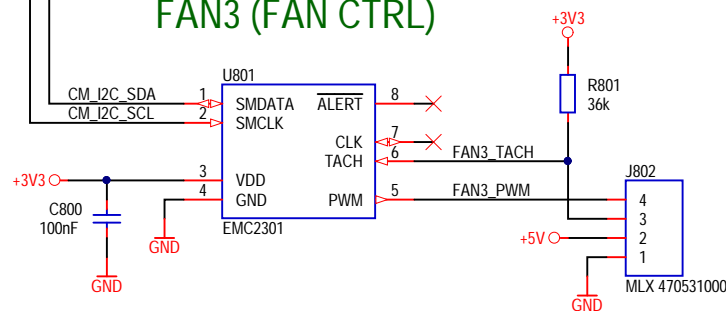 FAN3 (FAN CTRL)
+3V3
U801
R801
36k
CM_I2C_SDA 1 SMDATA ALERT 8
CM_I2C_SCL 2 SMCLK
CLK 7
TACH 6 FAN3_TACH
+3V3 3 VDD
4 GND PWM 5 FAN3_PWM
J802
4
3
+5V 2
1
C800
100nF
EMC2301
GND
GND
GND
MLX 470531000